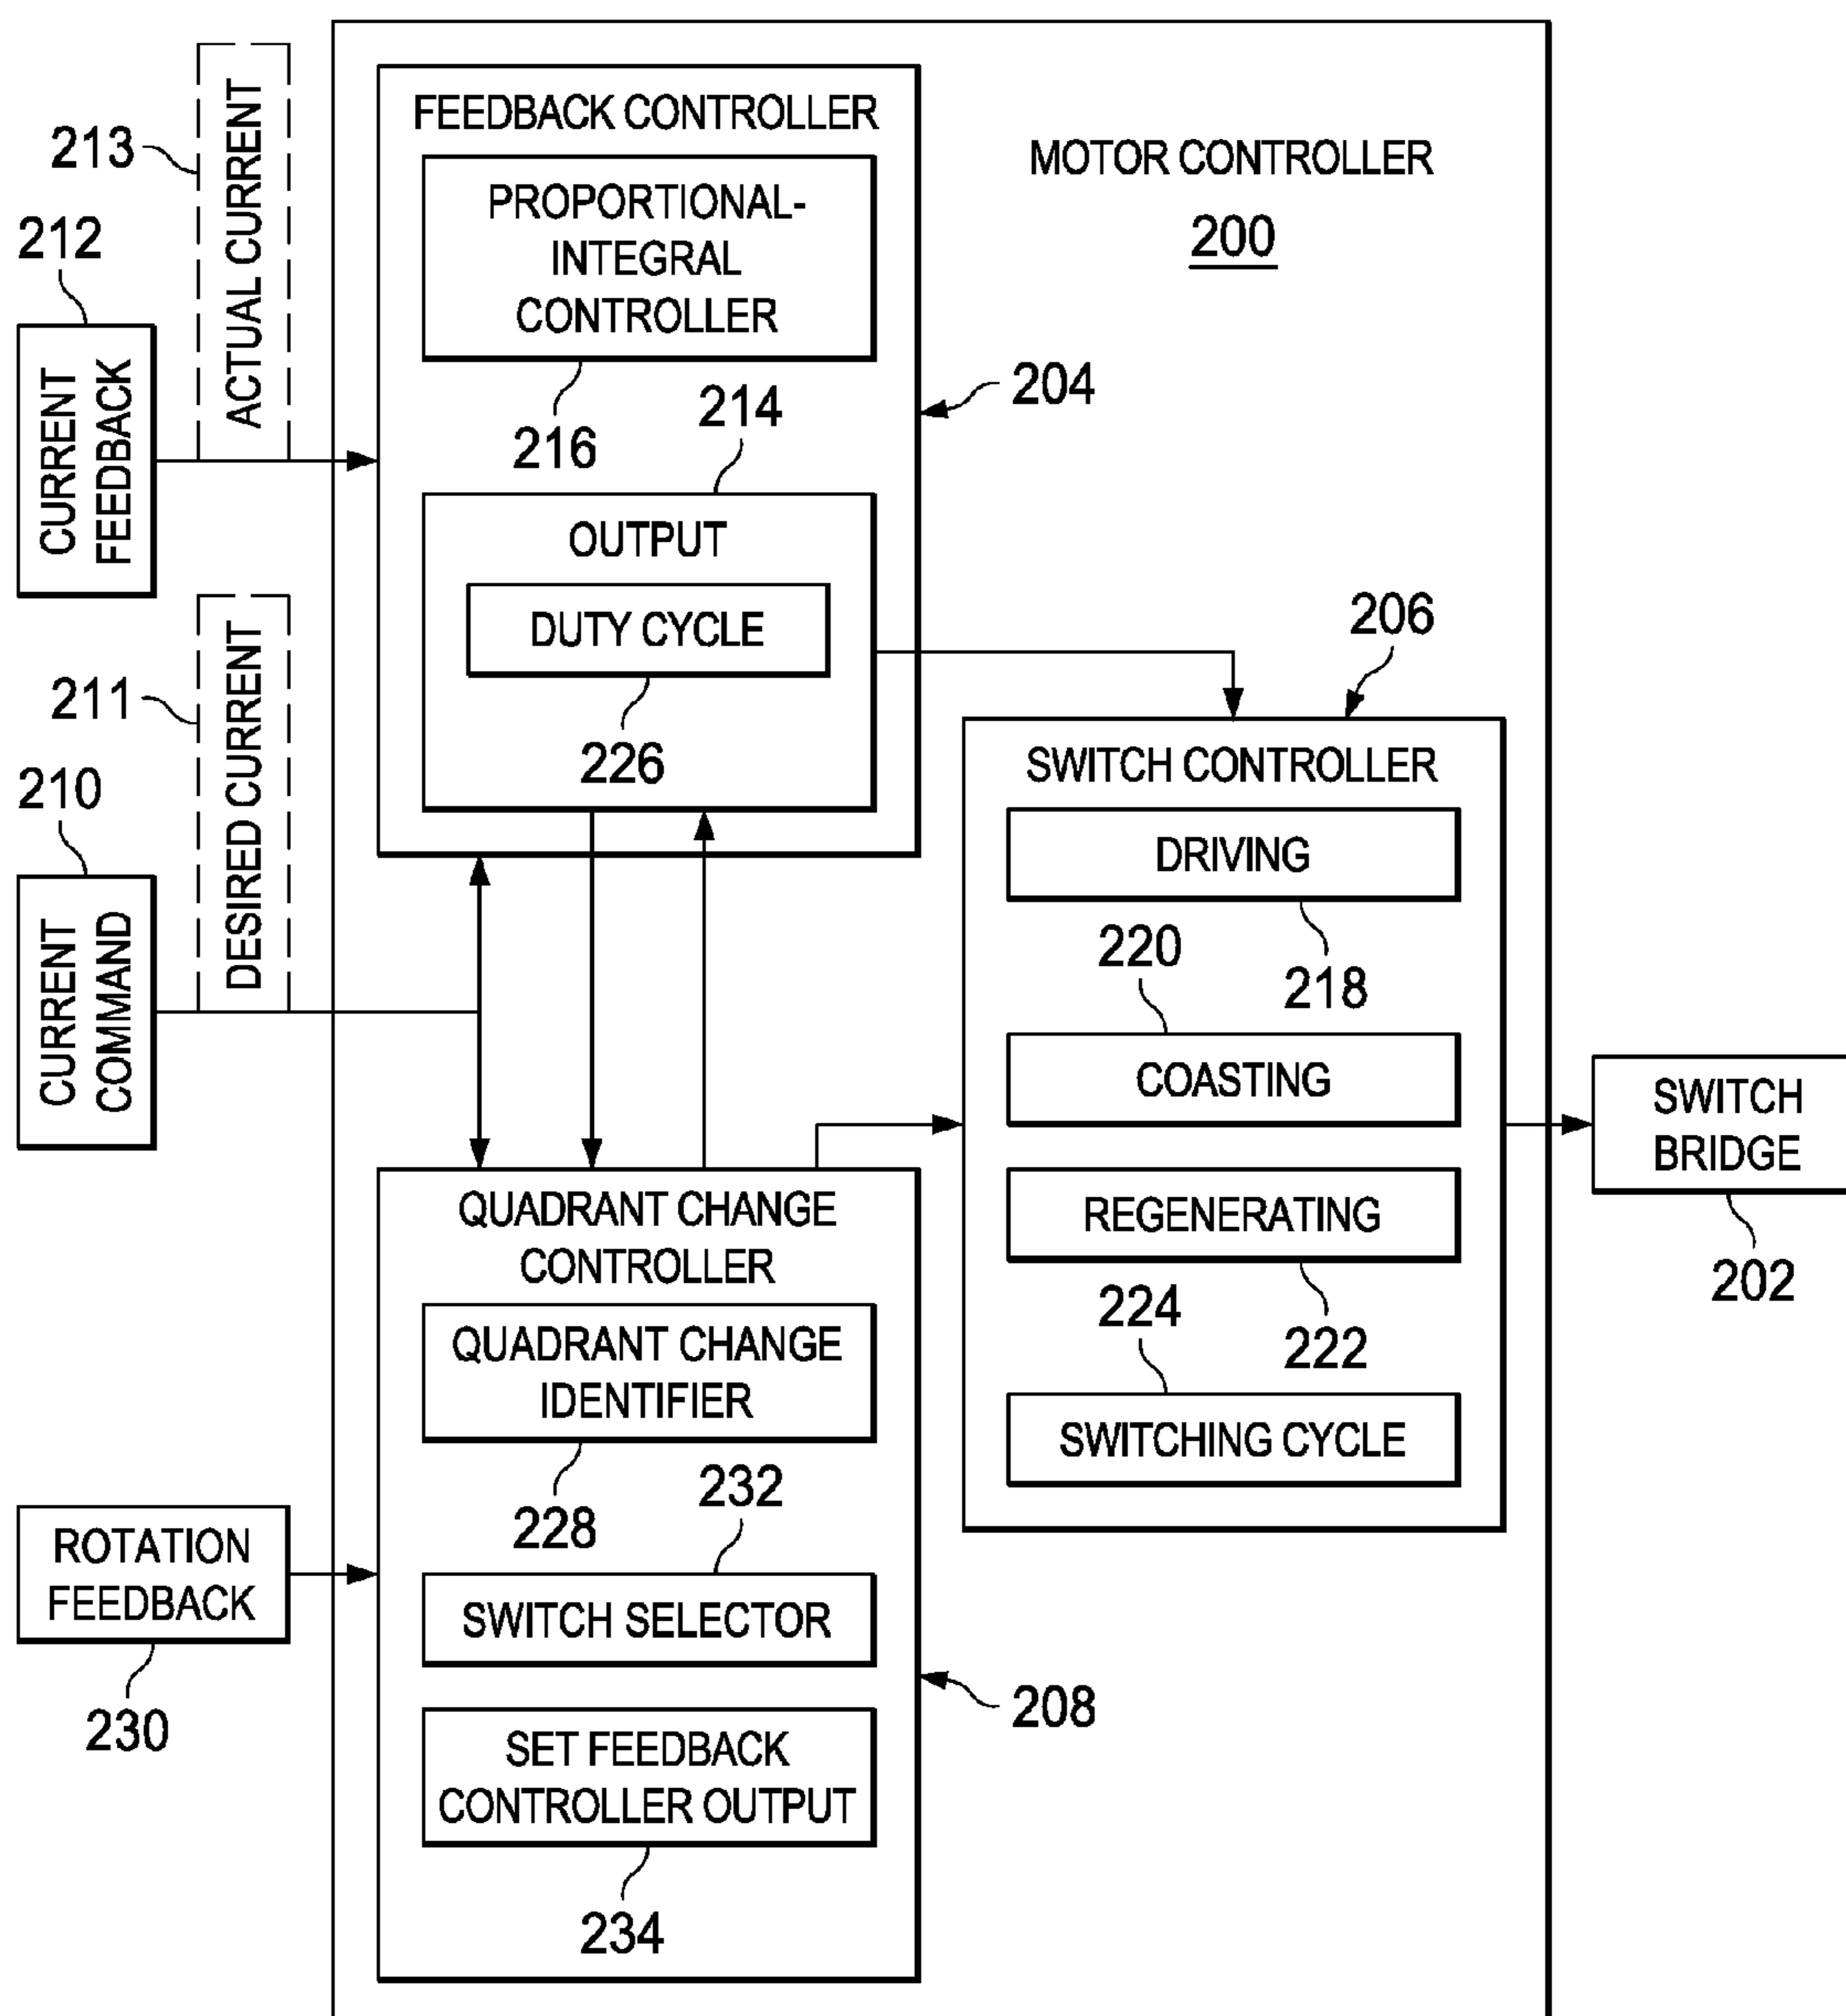 MOTOR CONTROLLER
200
FEEDBACK CONTROLLER
PROPORTIONAL-
INTEGRAL
CONTROLLER
216
214
OUTPUT
DUTY CYCLE
226
204
213
ACTUAL CURRENT
212
CURRENT
FEEDBACK
211
DESIRED CURRENT
210
CURRENT
COMMAND
206
SWITCH CONTROLLER
DRIVING
218
220
COASTING
REGENERATING
222
224
SWITCHING CYCLE
SWITCH
BRIDGE
202
QUADRANT CHANGE
CONTROLLER
QUADRANT CHANGE
IDENTIFIER
228
232
SWITCH SELECTOR
SET FEEDBACK
CONTROLLER OUTPUT
234
208
ROTATION
FEEDBACK
230